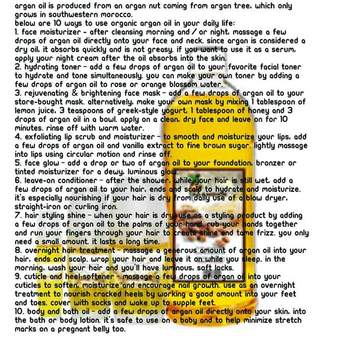 argan oil is produced from an argan nut coming from argan tree. which only
grows in southwestern morocco.
below are 10 ways to use organic argan oil in your daily life:
1. face moisturizer - after cleansing morning and / or night. massage a few
drops of argan oil directly onto your face and neck. since argan is considered a
dry oil. it absorbs quickly and is not greasy. if you want to use it as a serum.
apply your night cream after the oil absorbs into the skin.
2. hydrating toner - add a few drops of argan oil to your favorite facial toner
to hydrate and tone simultaneously. you can make your own toner by adding a
few drops of argan oil to rose or orange blossom water.
3. rejuvenating & brightening face mask - add a few drops of argan oil to your
store-bought mask. alternatively. make your own mask by mixing 1 tablespoon of
lemon juice. 3 teaspoons of greek-style yogurt. 1 tablespoon of honey and 3
drops of argan oil in a bowl. apply on a clean. dry face and leave on for 10
minutes. rinse off with warm water.
4. exfoliating lip scrub and moisturizer - to smooth and moisturize your lips. add
a few drops of argan oil and vanilla extract to fine brown sugar. lightly massage
into lips using circular motion and rinse off.
5. face glow - add a drop or two of argan oil to your foundation. bronzer or
tinted moisturizer for a dewy. luminous glow.
6. leave-on conditioner - after the shower. while your hair is still wet. add a
few drops of argan oil to your hair. ends and scalp to hydrate and moisturize.
it's especially nourishing if your hair is dry from daily use of a blow dryer.
straight-iron or curling iron.
7. hair styling shine - when your hair is dry use as a styling product by adding
a few drops of argan oil to the palms of your hand. rub your hands together
and run your fingers through your hair to create shine and tame frizz. you only
need a small amount. it lasts a long time.
8. overnight hair treatment - massage a generous amount of argan oil into your
hair. ends and scalp. wrap your hair and leave it on while you sleep. in the
morning. wash your hair and you'll have luminous. soft locks.
9. cuticle and heel softener - massage a few drops of argan oil into your
cuticles to soften. moisturize and encourage nail growth. use as an overnight
treatment to nourish cracked heels by working a good amount into your feet
and toes. cover with socks and wake up to supple feet.
10. body and bath oil - add a few drops of argan oil directly onto your skin. into
the bath or body lotion. it's safe to use on a baby and to help minimize stretch
marks on a pregnant belly too.